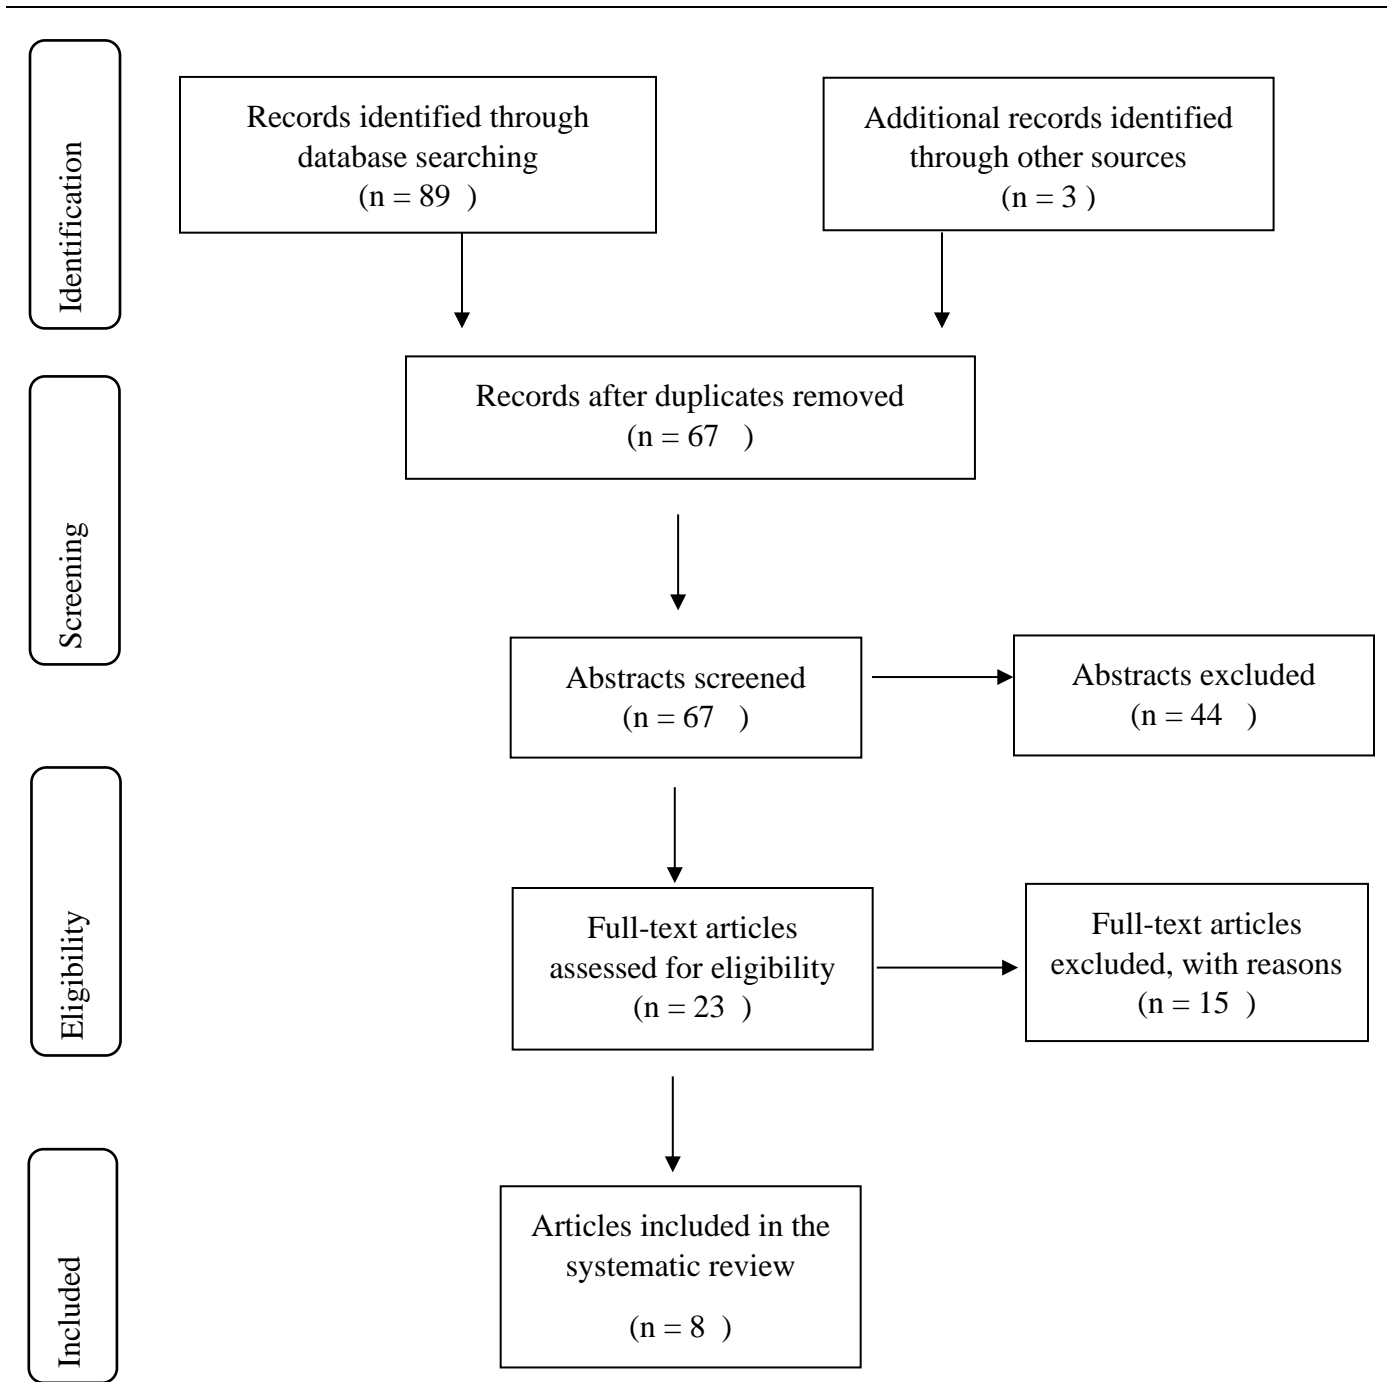 Identification
Records identified through
database searching
(n = 89 )
Additional records identified
through other sources
(n = 3 )
Screening
Records after duplicates removed
(n = 67 )
Abstracts screened
(n = 67 )
Abstracts excluded
(n = 44 )
Eligibility
Full-text articles
assessed for eligibility
(n = 23 )
Full-text articles
excluded, with reasons
(n = 15 )
Included
Articles included in the
systematic review
(n = 8 )